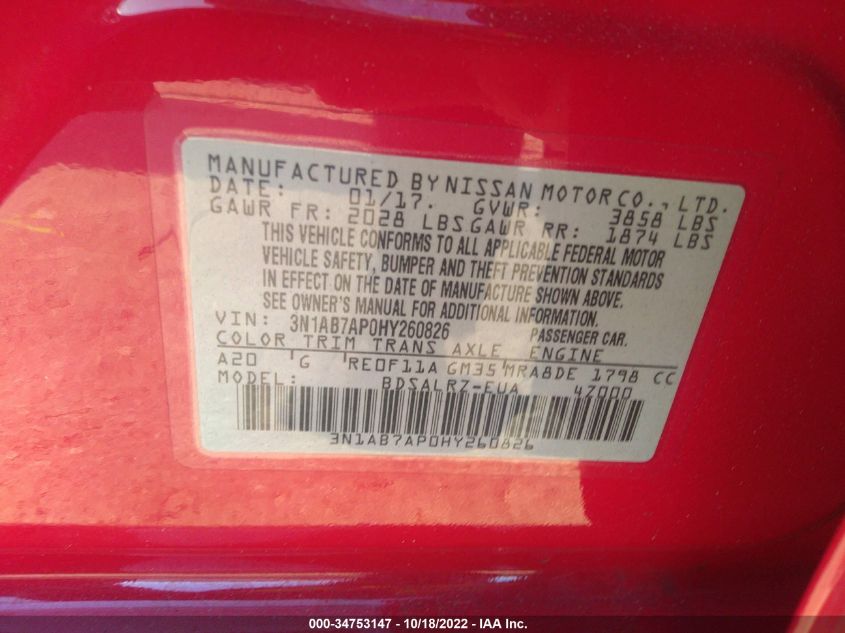 MANUFACTURED BY NISSAN MOTOR CO., LTD.
DATE: 01/17. GVWR: 3858 LBS
GAWR FR: 2028 LBS GAWR RR: 1874 LBS
THIS VEHICLE CONFORMS TO ALL APPLICABLE FEDERAL MOTOR
VEHICLE SAFETY, BUMPER AND THEFT PREVENTION STANDARDS
IN EFFECT ON THE DATE OF MANUFACTURE SHOWN ABOVE.
SEE OWNER'S MANUAL FOR ADDITIONAL INFORMATION.
VIN: 3N1AB7AP0HY260826 PASSENGER CAR.
COLOR TRIM TRANS AXLE ENGINE
A20 G RE0F11A GM35 MRA8DE 1798 CC
MODEL: BDSALRZ-EUA 4Z000
3N1AB7AP0HY260826
000-34753147 - 10/18/2022 - IAA Inc.